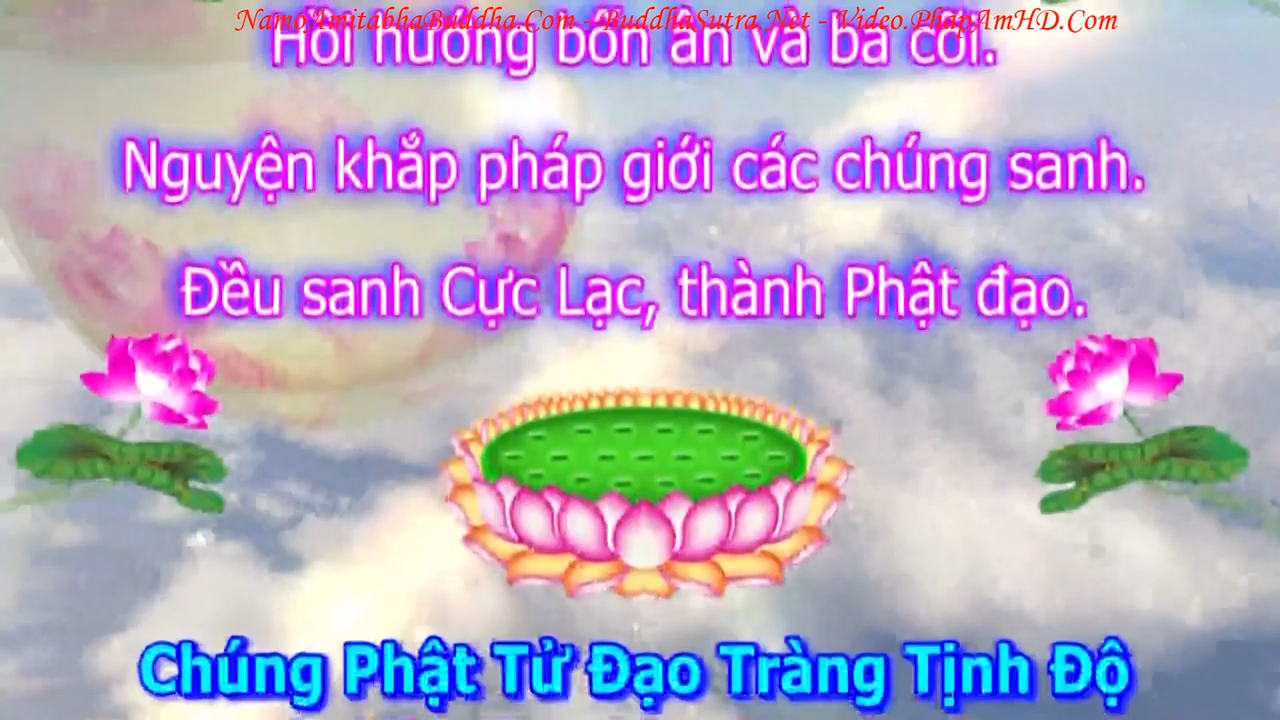 NamoAmitabhaBuddha.Com - BuddhaSutra.Net - Video.PhapAmHD.Com
Hồi hướng bốn ân và ba cõi.
Nguyện khắp pháp giới các chúng sanh.
Đều sanh Cực Lạc, thành Phật đạo.
Chúng Phật Tử Đạo Tràng Tịnh Độ